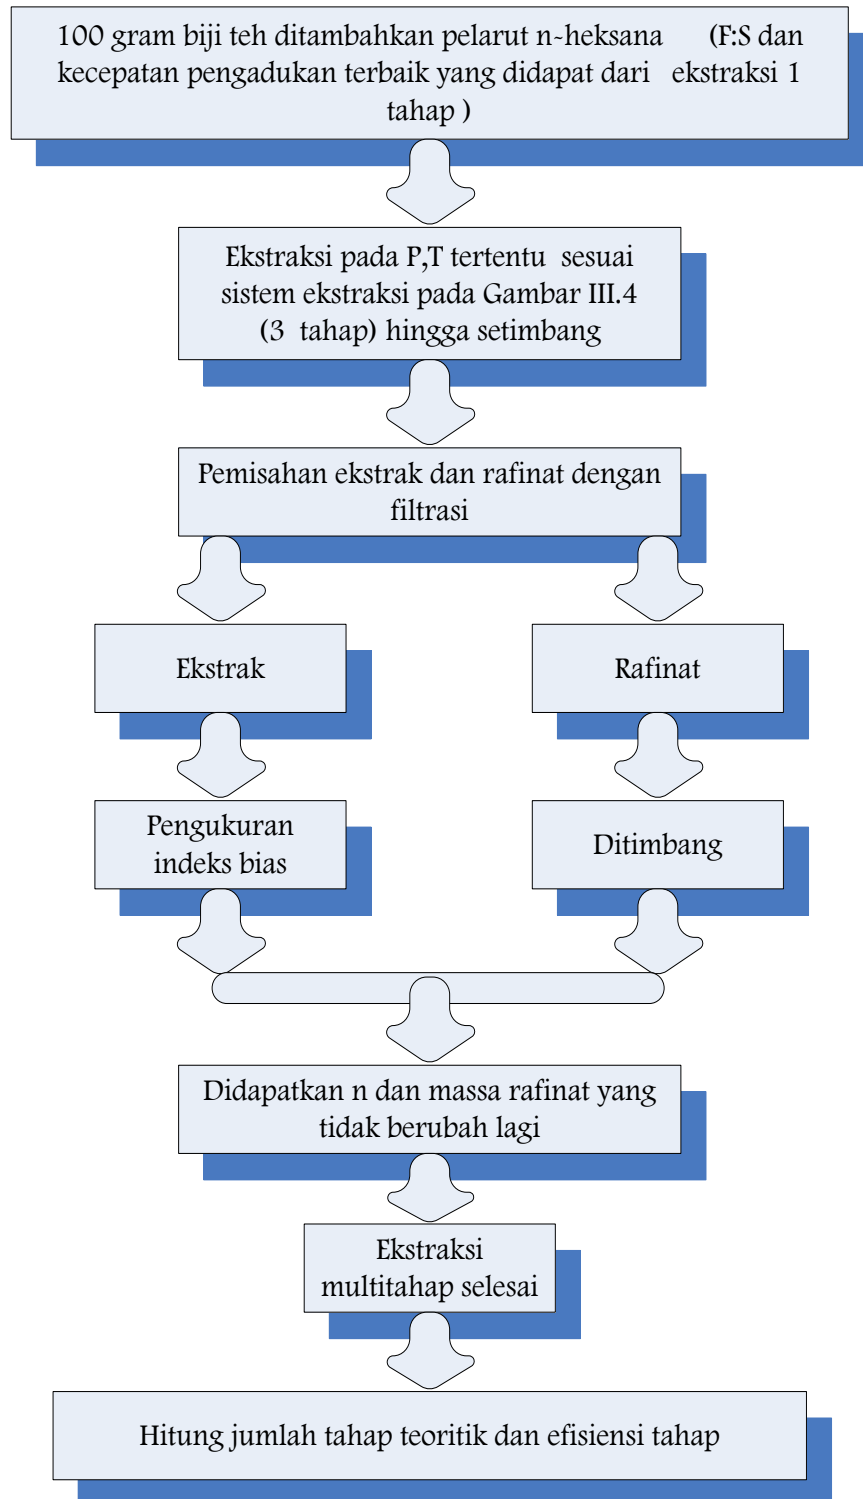 100 gram biji teh ditambahkan pelarut n-heksana (F:S dan
kecepatan pengadukan terbaik yang didapat dari ekstraksi 1
tahap )
Ekstraksi pada P,T tertentu sesuai
sistem ekstraksi pada Gambar III.4
(3 tahap) hingga setimbang
Pemisahan ekstrak dan rafinat dengan
filtrasi
Ekstrak
Rafinat
Pengukuran
indeks bias
Ditimbang
Didapatkan n dan massa rafinat yang
tidak berubah lagi
Ekstraksi
multitahap selesai
Hitung jumlah tahap teoritik dan efisiensi tahap